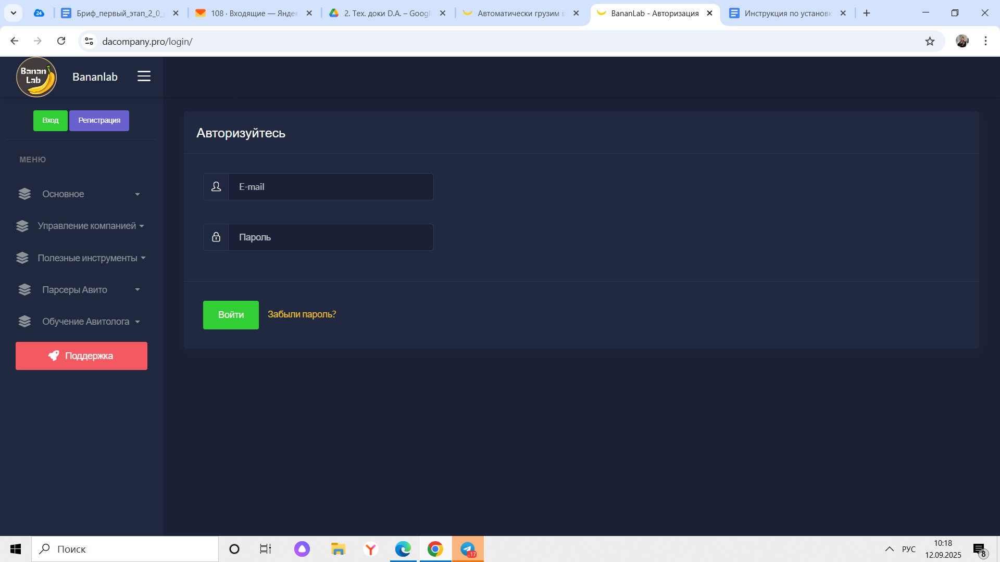 24
Бриф_первый_этап_2_0_
108 · Входящие — Яндек
2. Тех. доки D.A. – Googl
Автоматически грузим в
BananLab - Авторизация
Инструкция по установк
dacompany.pro/login/
Banan
Lab
Bananlab
Вход
Регистрация
Авторизуйтесь
МЕНЮ
E-mail
Основное
Управление компанией
Пароль
Полезные инструменты
Парсеры Авито
Войти
Забыли пароль?
Обучение Авитолога
Поддержка
Поиск
..17
РУС
10:18
12.09.2025
8